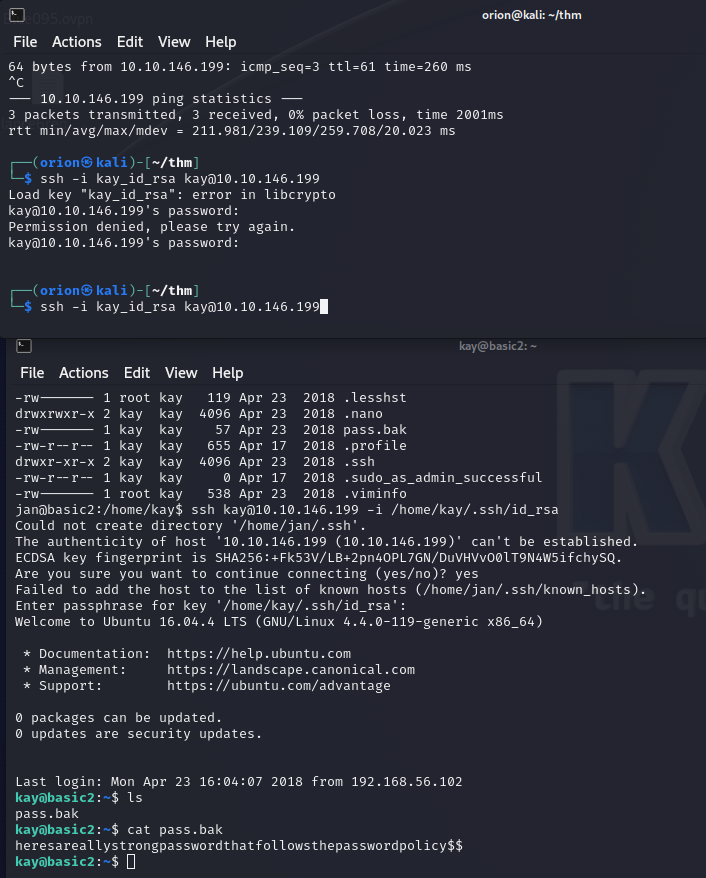 e095.ovpn
orion@kali: ~/thm
File Actions Edit View Help
64 bytes from 10.10.146.199: icmp_seq=3 ttl=61 time=260 ms
^C
--- 10.10.146.199 ping statistics ---
3 packets transmitted, 3 received, 0% packet loss, time 2001ms
rtt min/avg/max/mdev = 211.981/239.109/259.708/20.023 ms
┌──(orion㉿kali)-[~/thm]
└─$ ssh -i kay_id_rsa kay@10.10.146.199
Load key "kay_id_rsa": error in libcrypto
kay@10.10.146.199's password:
Permission denied, please try again.
kay@10.10.146.199's password:
┌──(orion㉿kali)-[~/thm]
└─$ ssh -i kay_id_rsa kay@10.10.146.199
kay@basic2: ~
File Actions Edit View Help
-rw------- 1 root kay 119 Apr 23 2018 .lesshst
drwxrwxr-x 2 kay kay 4096 Apr 23 2018 .nano
-rw------- 1 kay kay 57 Apr 23 2018 pass.bak
-rw-r--r-- 1 kay kay 655 Apr 17 2018 .profile
drwxr-xr-x 2 kay kay 4096 Apr 23 2018 .ssh
-rw-r--r-- 1 kay kay 0 Apr 17 2018 .sudo_as_admin_successful
-rw------- 1 root kay 538 Apr 23 2018 .viminfo
jan@basic2:/home/kay$ ssh kay@10.10.146.199 -i /home/kay/.ssh/id_rsa
Could not create directory '/home/jan/.ssh'.
The authenticity of host '10.10.146.199 (10.10.146.199)' can't be established.
ECDSA key fingerprint is SHA256:+Fk53V/LB+2pn4OPL7GN/DuVHVvO0lT9N4W5ifchySQ.
Are you sure you want to continue connecting (yes/no)? yes
Failed to add the host to the list of known hosts (/home/jan/.ssh/known_hosts).
Enter passphrase for key '/home/kay/.ssh/id_rsa':
Welcome to Ubuntu 16.04.4 LTS (GNU/Linux 4.4.0-119-generic x86_64)
* Documentation: https://help.ubuntu.com
* Management: https://landscape.canonical.com
* Support: https://ubuntu.com/advantage
0 packages can be updated.
0 updates are security updates.
Last login: Mon Apr 23 16:04:07 2018 from 192.168.56.102
kay@basic2:~$ ls
pass.bak
kay@basic2:~$ cat pass.bak
heresareallystrongpasswordthatfollowsthepasswordpolicy$$
kay@basic2:~$
"the qu